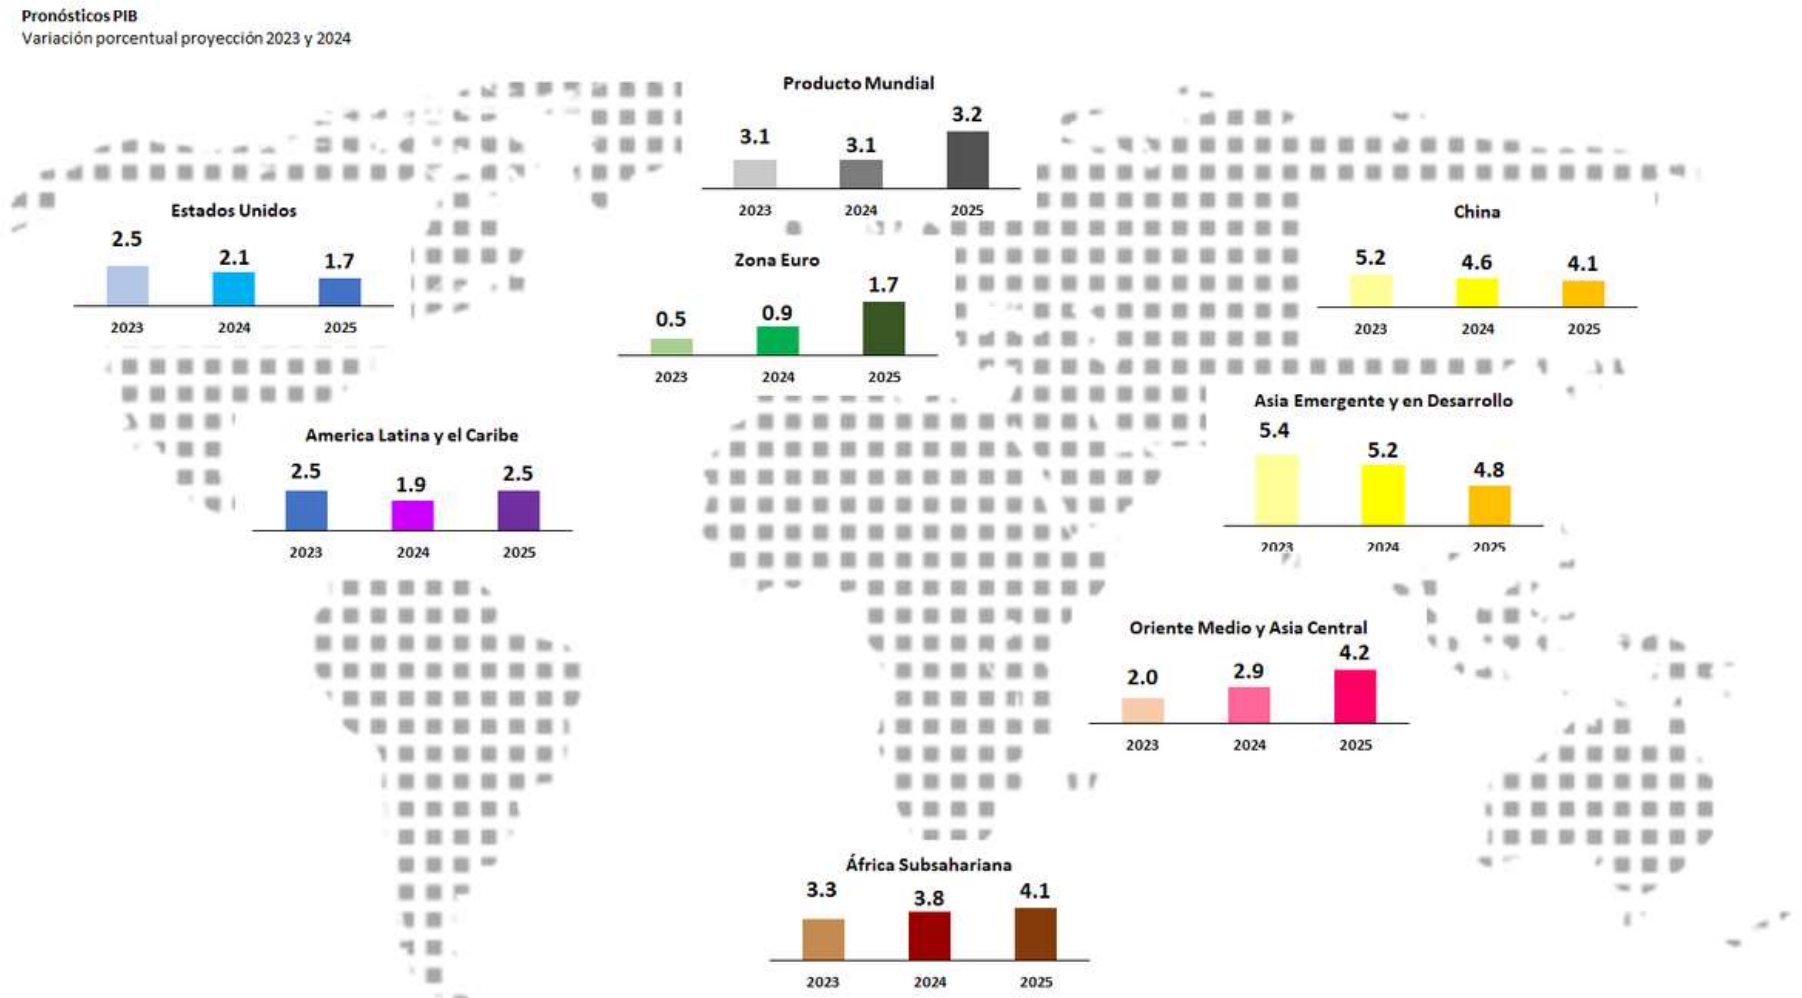 Pronósticos PIB
Variación porcentual proyección 2023 y 2024
Producto Mundial
3.1 3.1 3.2
2023 2024 2025
Estados Unidos
2.5 2.1 1.7
2023 2024 2025
Zona Euro
0.5 0.9 1.7
2023 2024 2025
China
5.2 4.6 4.1
2023 2024 2025
America Latina y el Caribe
2.5 1.9 2.5
2023 2024 2025
Asia Emergente y en Desarrollo
5.4 5.2 4.8
2023 2024 2025
Oriente Medio y Asia Central
2.0 2.9 4.2
2023 2024 2025
África Subsahariana
3.3 3.8 4.1
2023 2024 2025